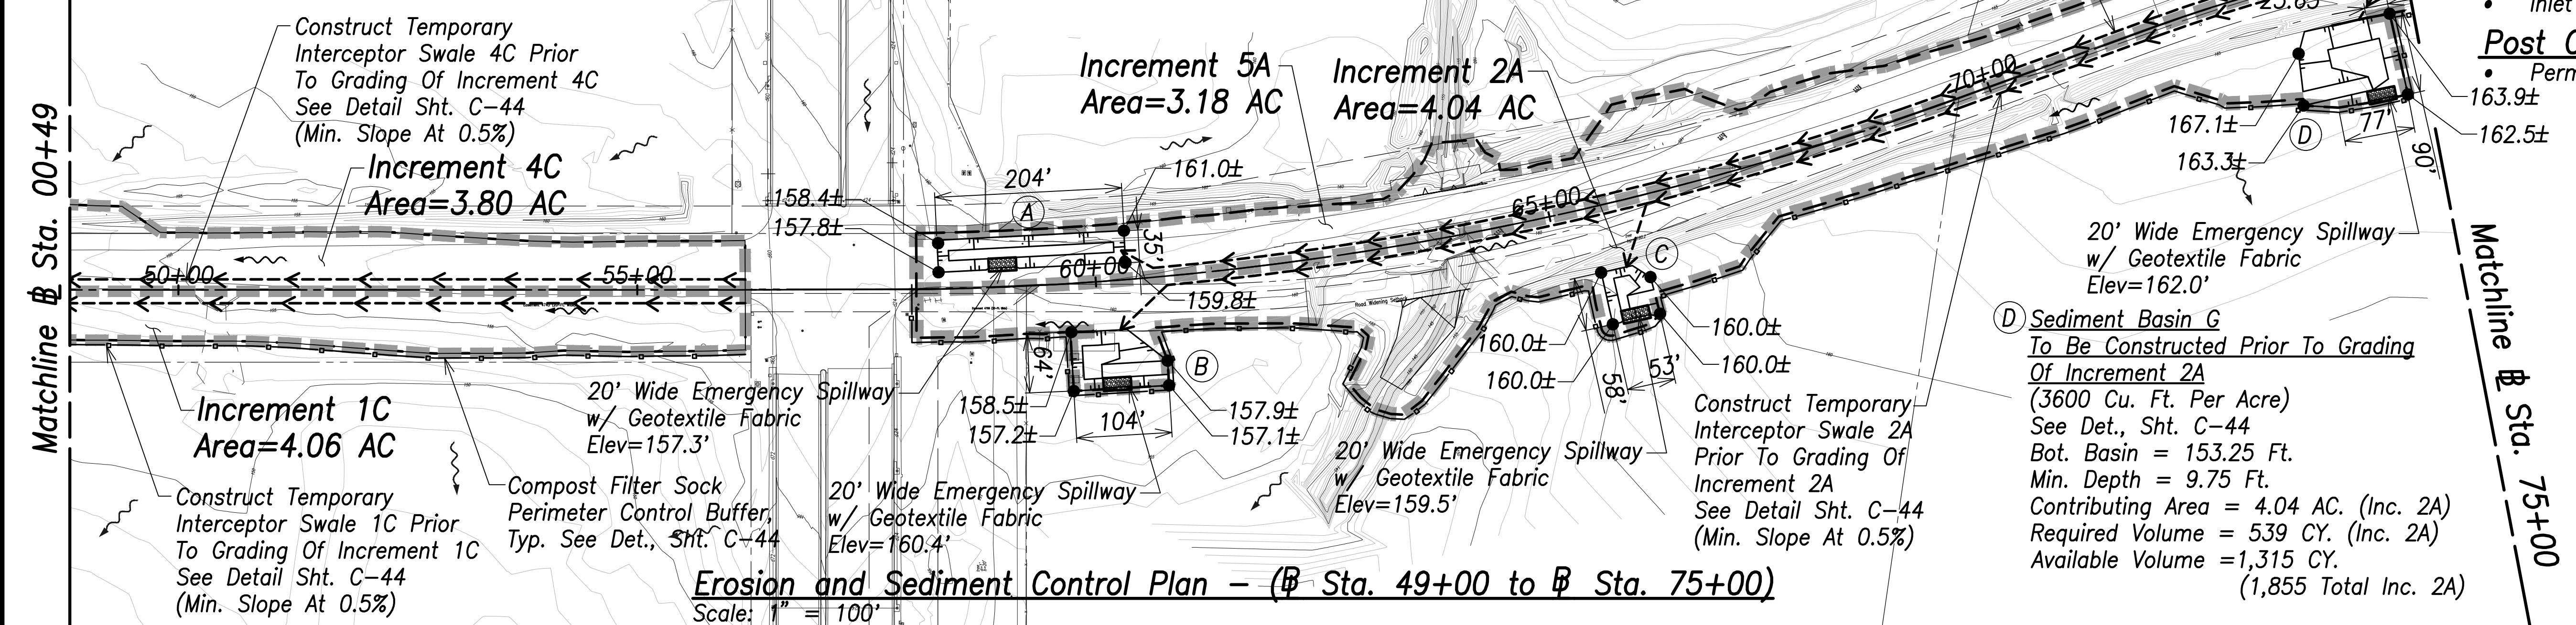 Matchline ⅊ Sta. 00+49
Construct Temporary
Interceptor Swale 4C Prior
To Grading Of Increment 4C
See Detail Sht. C-44
(Min. Slope At 0.5%)
Increment 4C
Area=3.80 AC
50+00
55+00
Increment 1C
Area=4.06 AC
Construct Temporary
Interceptor Swale 1C Prior
To Grading Of Increment 1C
See Detail Sht. C-44
(Min. Slope At 0.5%)
Compost Filter Sock
Perimeter Control Buffer,
Typ. See Det., Sht. C-44
20' Wide Emergency Spillway
w/ Geotextile Fabric
Elev=157.3'
158.4±
157.8±
204'
A
161.0±
35'
60+00
159.8±
Increment 5A
Area=3.18 AC
Increment 2A
Area=4.04 AC
65+00
70+00
64'
B
158.5±
157.2±
104'
157.9±
157.1±
20' Wide Emergency Spillway
w/ Geotextile Fabric
Elev=160.4'
Road Widening
C
160.0±
160.0±
58'
53'
160.0±
160.0±
20' Wide Emergency Spillway
w/ Geotextile Fabric
Elev=159.5'
Construct Temporary
Interceptor Swale 2A
Prior To Grading Of
Increment 2A
See Detail Sht. C-44
(Min. Slope At 0.5%)
167.1±
163.3±
D
77'
90'
163.9±
162.5±
20' Wide Emergency Spillway
w/ Geotextile Fabric
Elev=162.0'
D Sediment Basin G
To Be Constructed Prior To Grading
Of Increment 2A
(3600 Cu. Ft. Per Acre)
See Det., Sht. C-44
Bot. Basin = 153.25 Ft.
Min. Depth = 9.75 Ft.
Contributing Area = 4.04 AC. (Inc. 2A)
Required Volume = 539 CY. (Inc. 2A)
Available Volume =1,315 CY.
(1,855 Total Inc. 2A)
Matchline ⅊ Sta. 75+00
• Inlet
Post
• Perm
Erosion and Sediment Control Plan - (⅊ Sta. 49+00 to ⅊ Sta. 75+00)
Scale: 1" = 100'